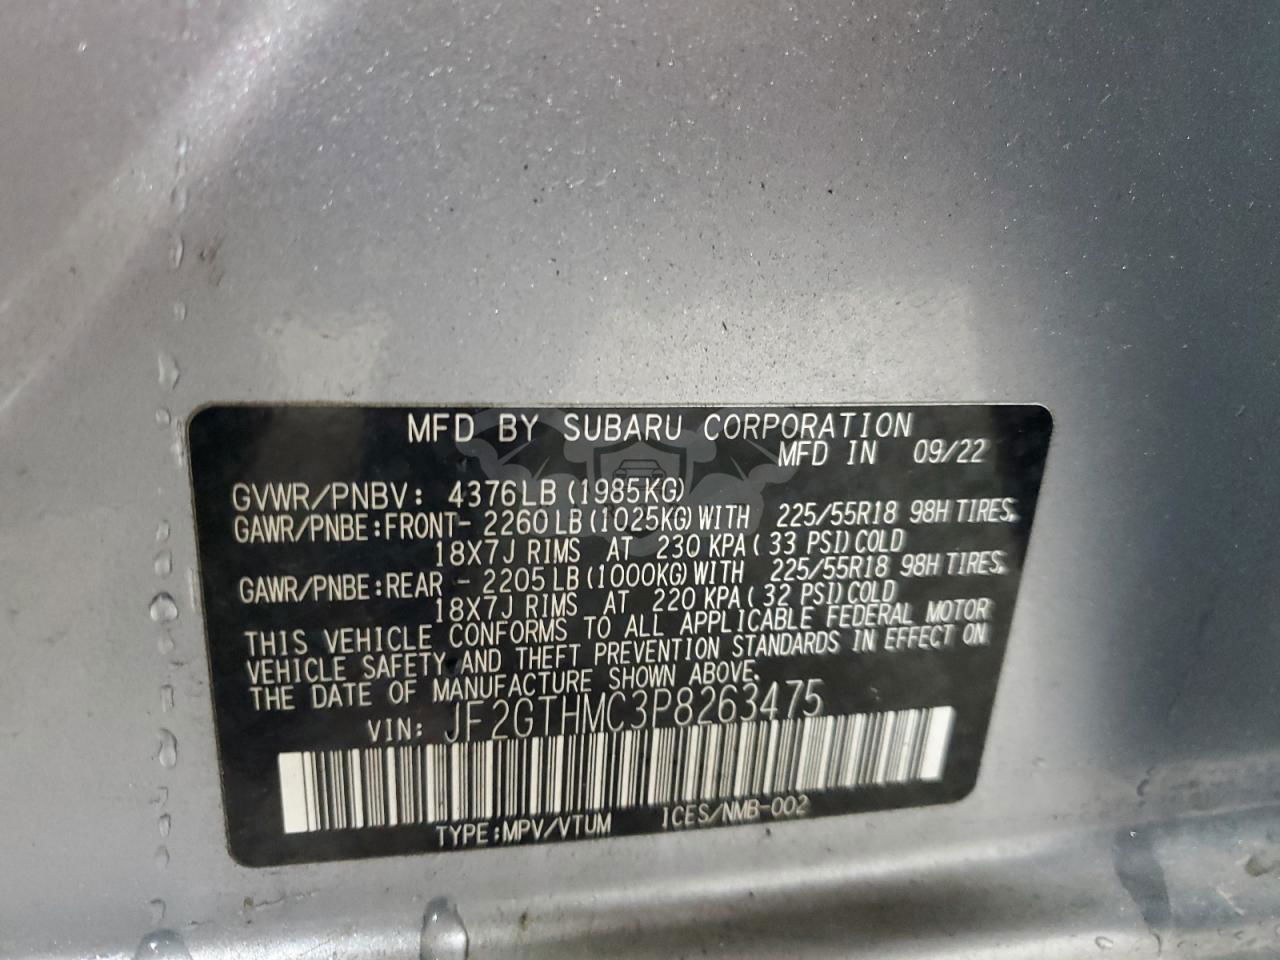 MFD BY SUBARU CORPORATION
MFD IN 09/22
GVWR/PNBV: 4376LB(1985KG)
GAWR/PNBE:FRONT- 2260LB(1025KG)WITH 225/55R18 98H TIRES,
18X7J RIMS AT 230 KPA(33 PSI)COLD
GAWR/PNBE:REAR - 2205LB(1000KG)WITH 225/55R18 98H TIRES,
18X7J RIMS AT 220 KPA(32 PSI)COLD
THIS VEHICLE CONFORMS TO ALL APPLICABLE FEDERAL MOTOR
VEHICLE SAFETY AND THEFT PREVENTION STANDARDS IN EFFECT ON
THE DATE OF MANUFACTURE SHOWN ABOVE.
VIN: JF2GTHMC3P8263475
TYPE:MPV/VTUM ICES/NMB-002